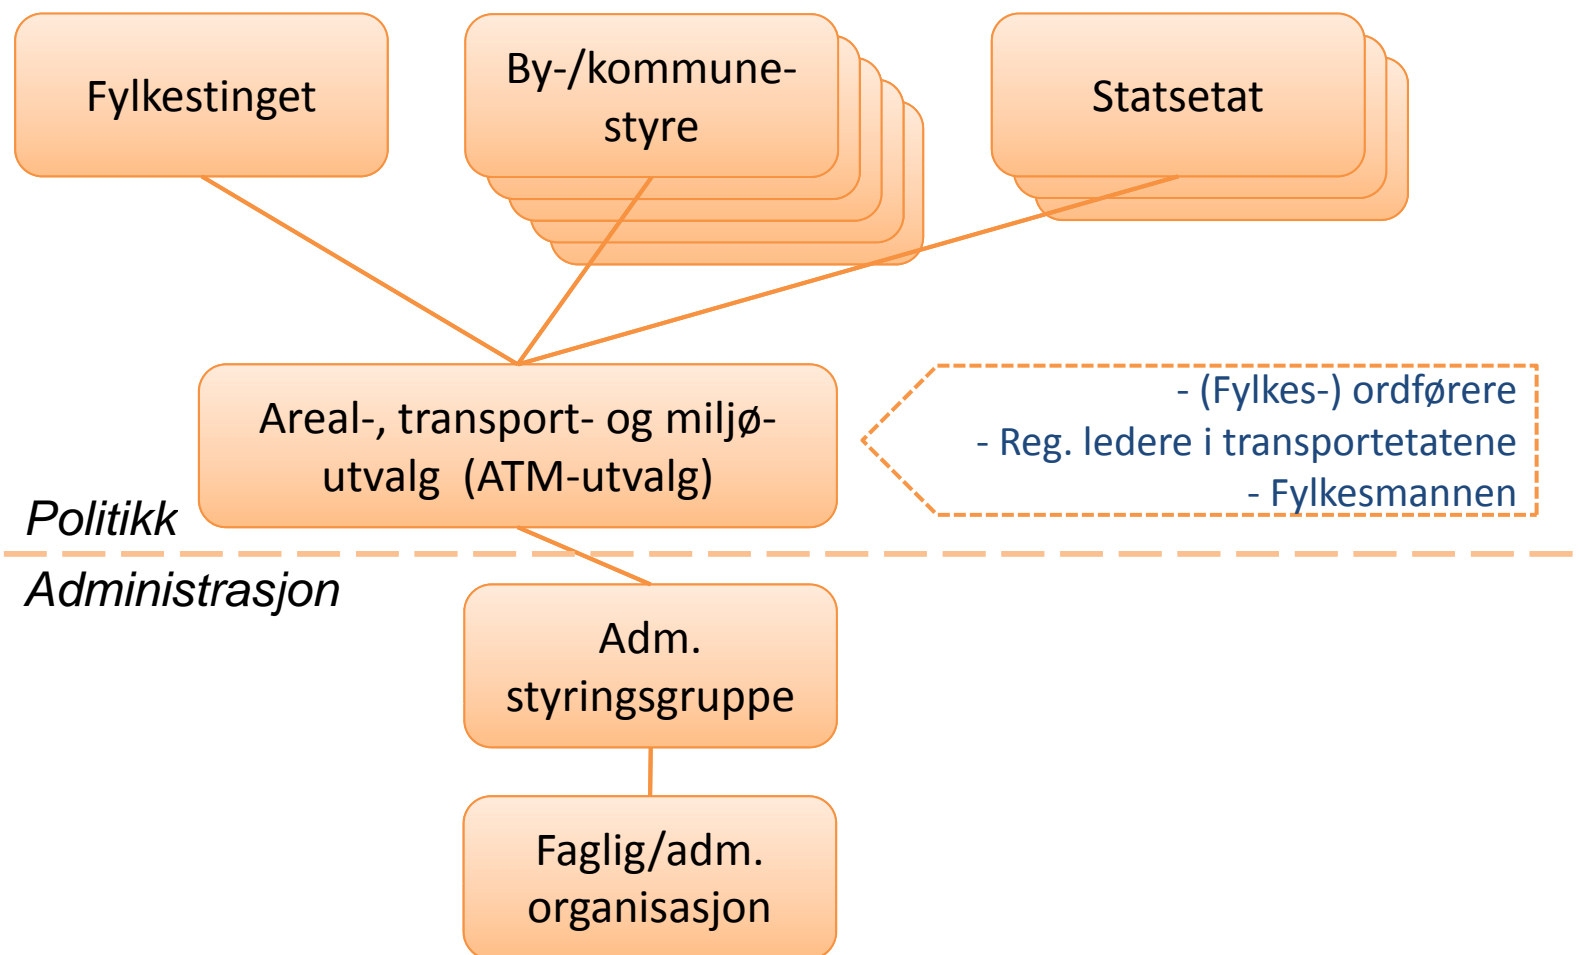 Fylkestinget
By-/kommune-
styre
Statsetat
Areal-, transport- og miljø-
utvalg  (ATM-utvalg)
- (Fylkes-) ordførere
- Reg. ledere i transportetatene
- Fylkesmannen
Politikk
Administrasjon
Adm.
styringsgruppe
Faglig/adm.
organisasjon